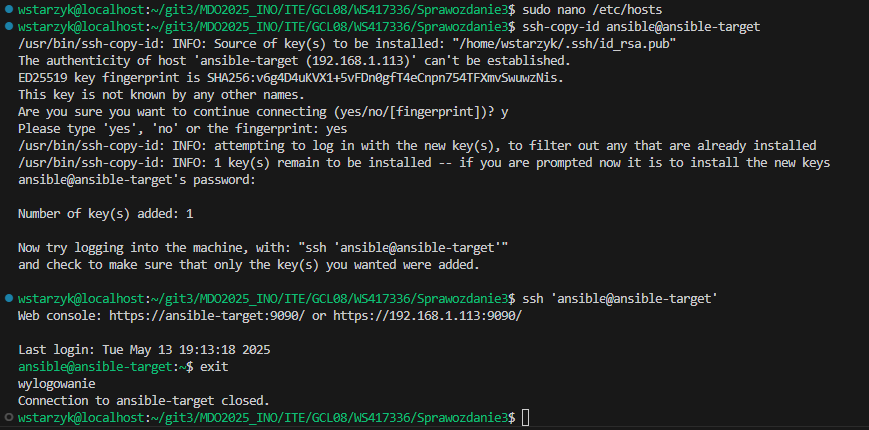 wstarzyk@localhost:~/git3/MDO2025_INO/ITE/GCL08/WS417336/Sprawozdanie3$ sudo nano /etc/hosts
wstarzyk@localhost:~/git3/MDO2025_INO/ITE/GCL08/WS417336/Sprawozdanie3$ ssh-copy-id ansible@ansible-target
/usr/bin/ssh-copy-id: INFO: Source of key(s) to be installed: "/home/wstarzyk/.ssh/id_rsa.pub"
The authenticity of host 'ansible-target (192.168.1.113)' can't be established.
ED25519 key fingerprint is SHA256:v6g4D4uKVX1+5vFDn0gfT4eCnpn754TFXmvSwuwzNis.
This key is not known by any other names.
Are you sure you want to continue connecting (yes/no/[fingerprint])? y
Please type 'yes', 'no' or the fingerprint: yes
/usr/bin/ssh-copy-id: INFO: attempting to log in with the new key(s), to filter out any that are already installed
/usr/bin/ssh-copy-id: INFO: 1 key(s) remain to be installed -- if you are prompted now it is to install the new keys
ansible@ansible-target's password:
Number of key(s) added: 1
Now try logging into the machine, with: "ssh 'ansible@ansible-target'"
and check to make sure that only the key(s) you wanted were added.
wstarzyk@localhost:~/git3/MDO2025_INO/ITE/GCL08/WS417336/Sprawozdanie3$ ssh 'ansible@ansible-target'
Web console: https://ansible-target:9090/ or https://192.168.1.113:9090/
Last login: Tue May 13 19:13:18 2025
ansible@ansible-target:~$ exit
wylogowanie
Connection to ansible-target closed.
wstarzyk@localhost:~/git3/MDO2025_INO/ITE/GCL08/WS417336/Sprawozdanie3$